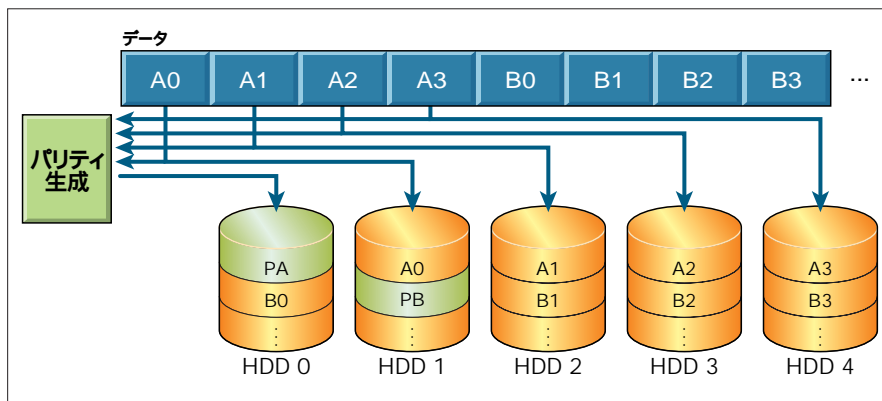 データ
A0 A1 A2 A3 B0 B1 B2 B3 ...
パリティ
生成
PA A0 A1 A2 A3
B0 PB B1 B2 B3
⋮ ⋮ ⋮ ⋮ ⋮
HDD 0 HDD 1 HDD 2 HDD 3 HDD 4